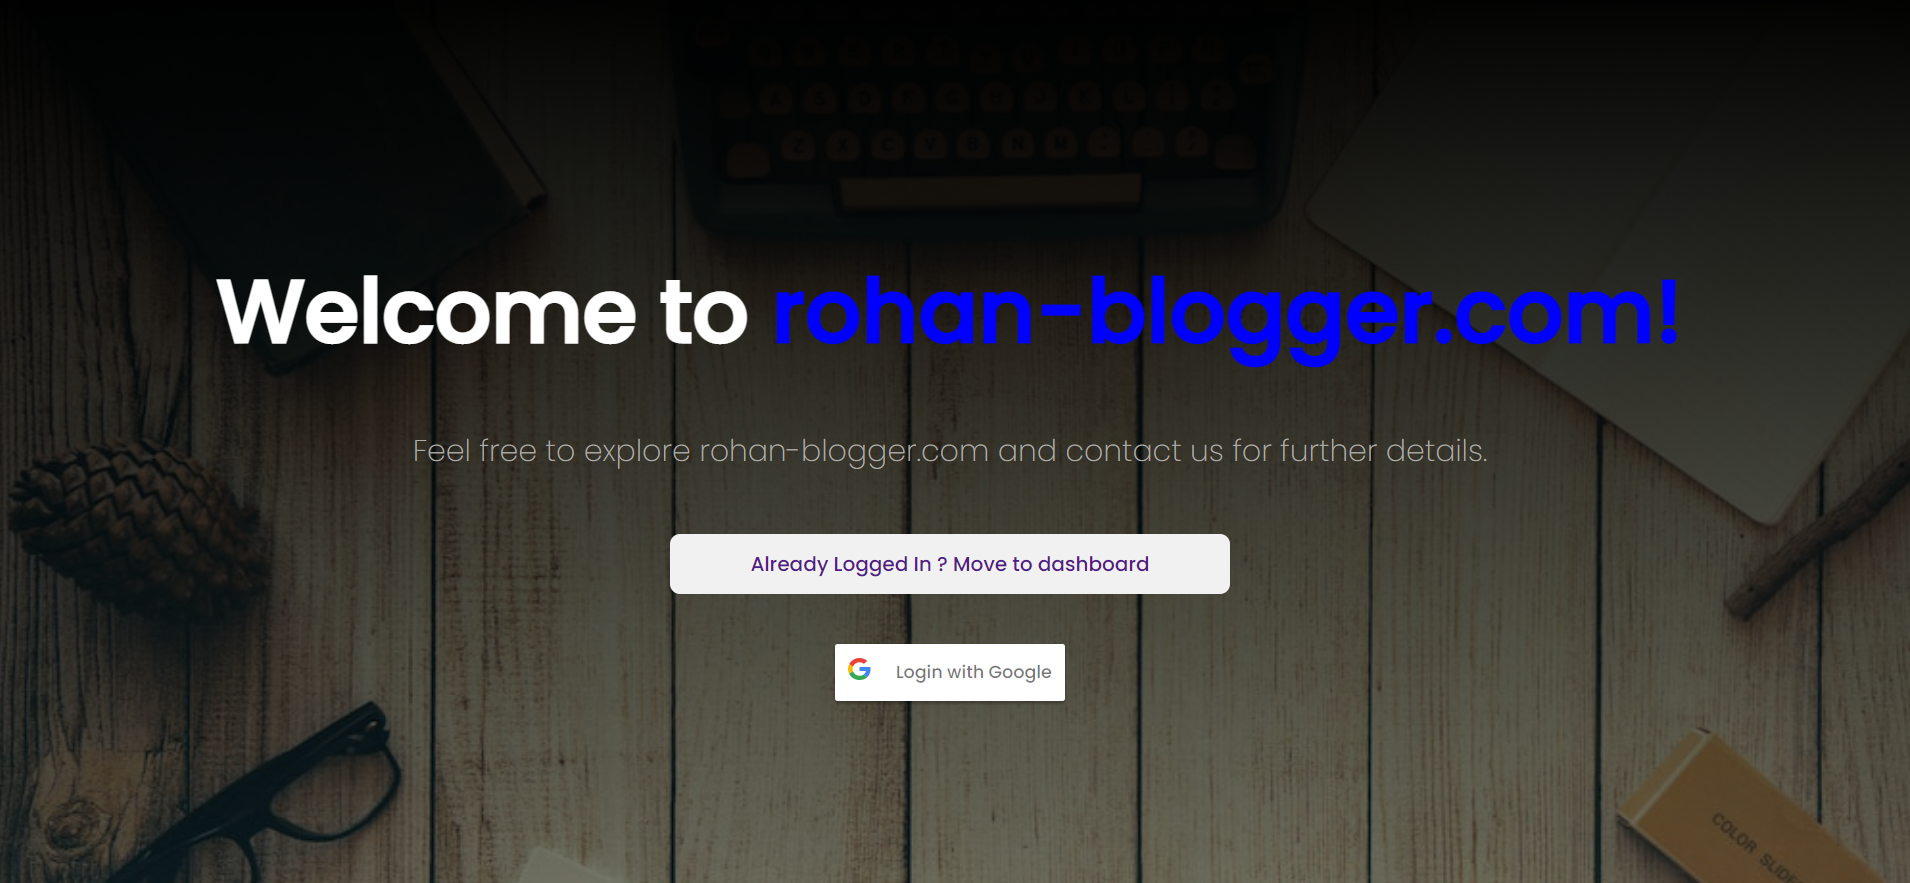 A S D F G H J K L
Z X C V B N M
Welcome to rohan-blogger.com!
Feel free to explore rohan-blogger.com and contact us for further details.
Already Logged In ? Move to dashboard
Login with Google
COLOR SLIDE